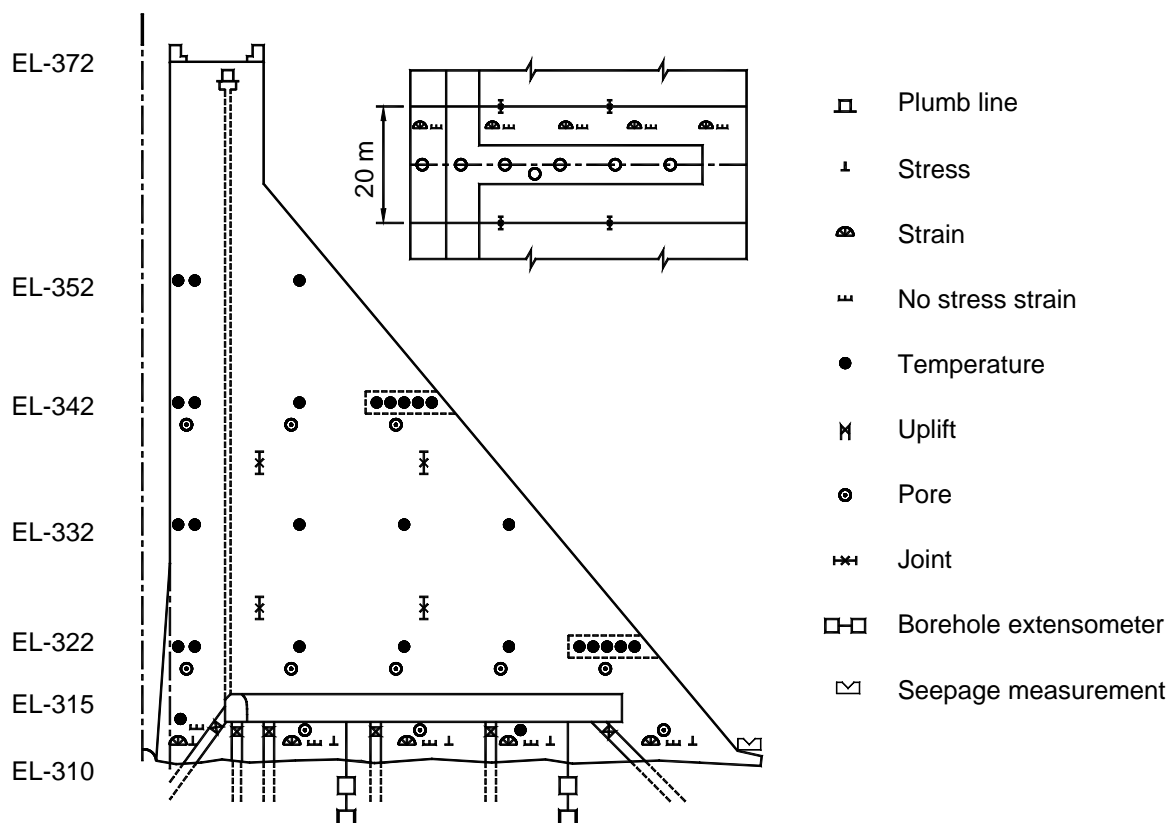 EL-372
EL-352
EL-342
EL-332
EL-322
EL-315
EL-310
20 m
Plumb line
Stress
Strain
No stress strain
Temperature
Uplift
Pore
Joint
Borehole extensometer
Seepage measurement